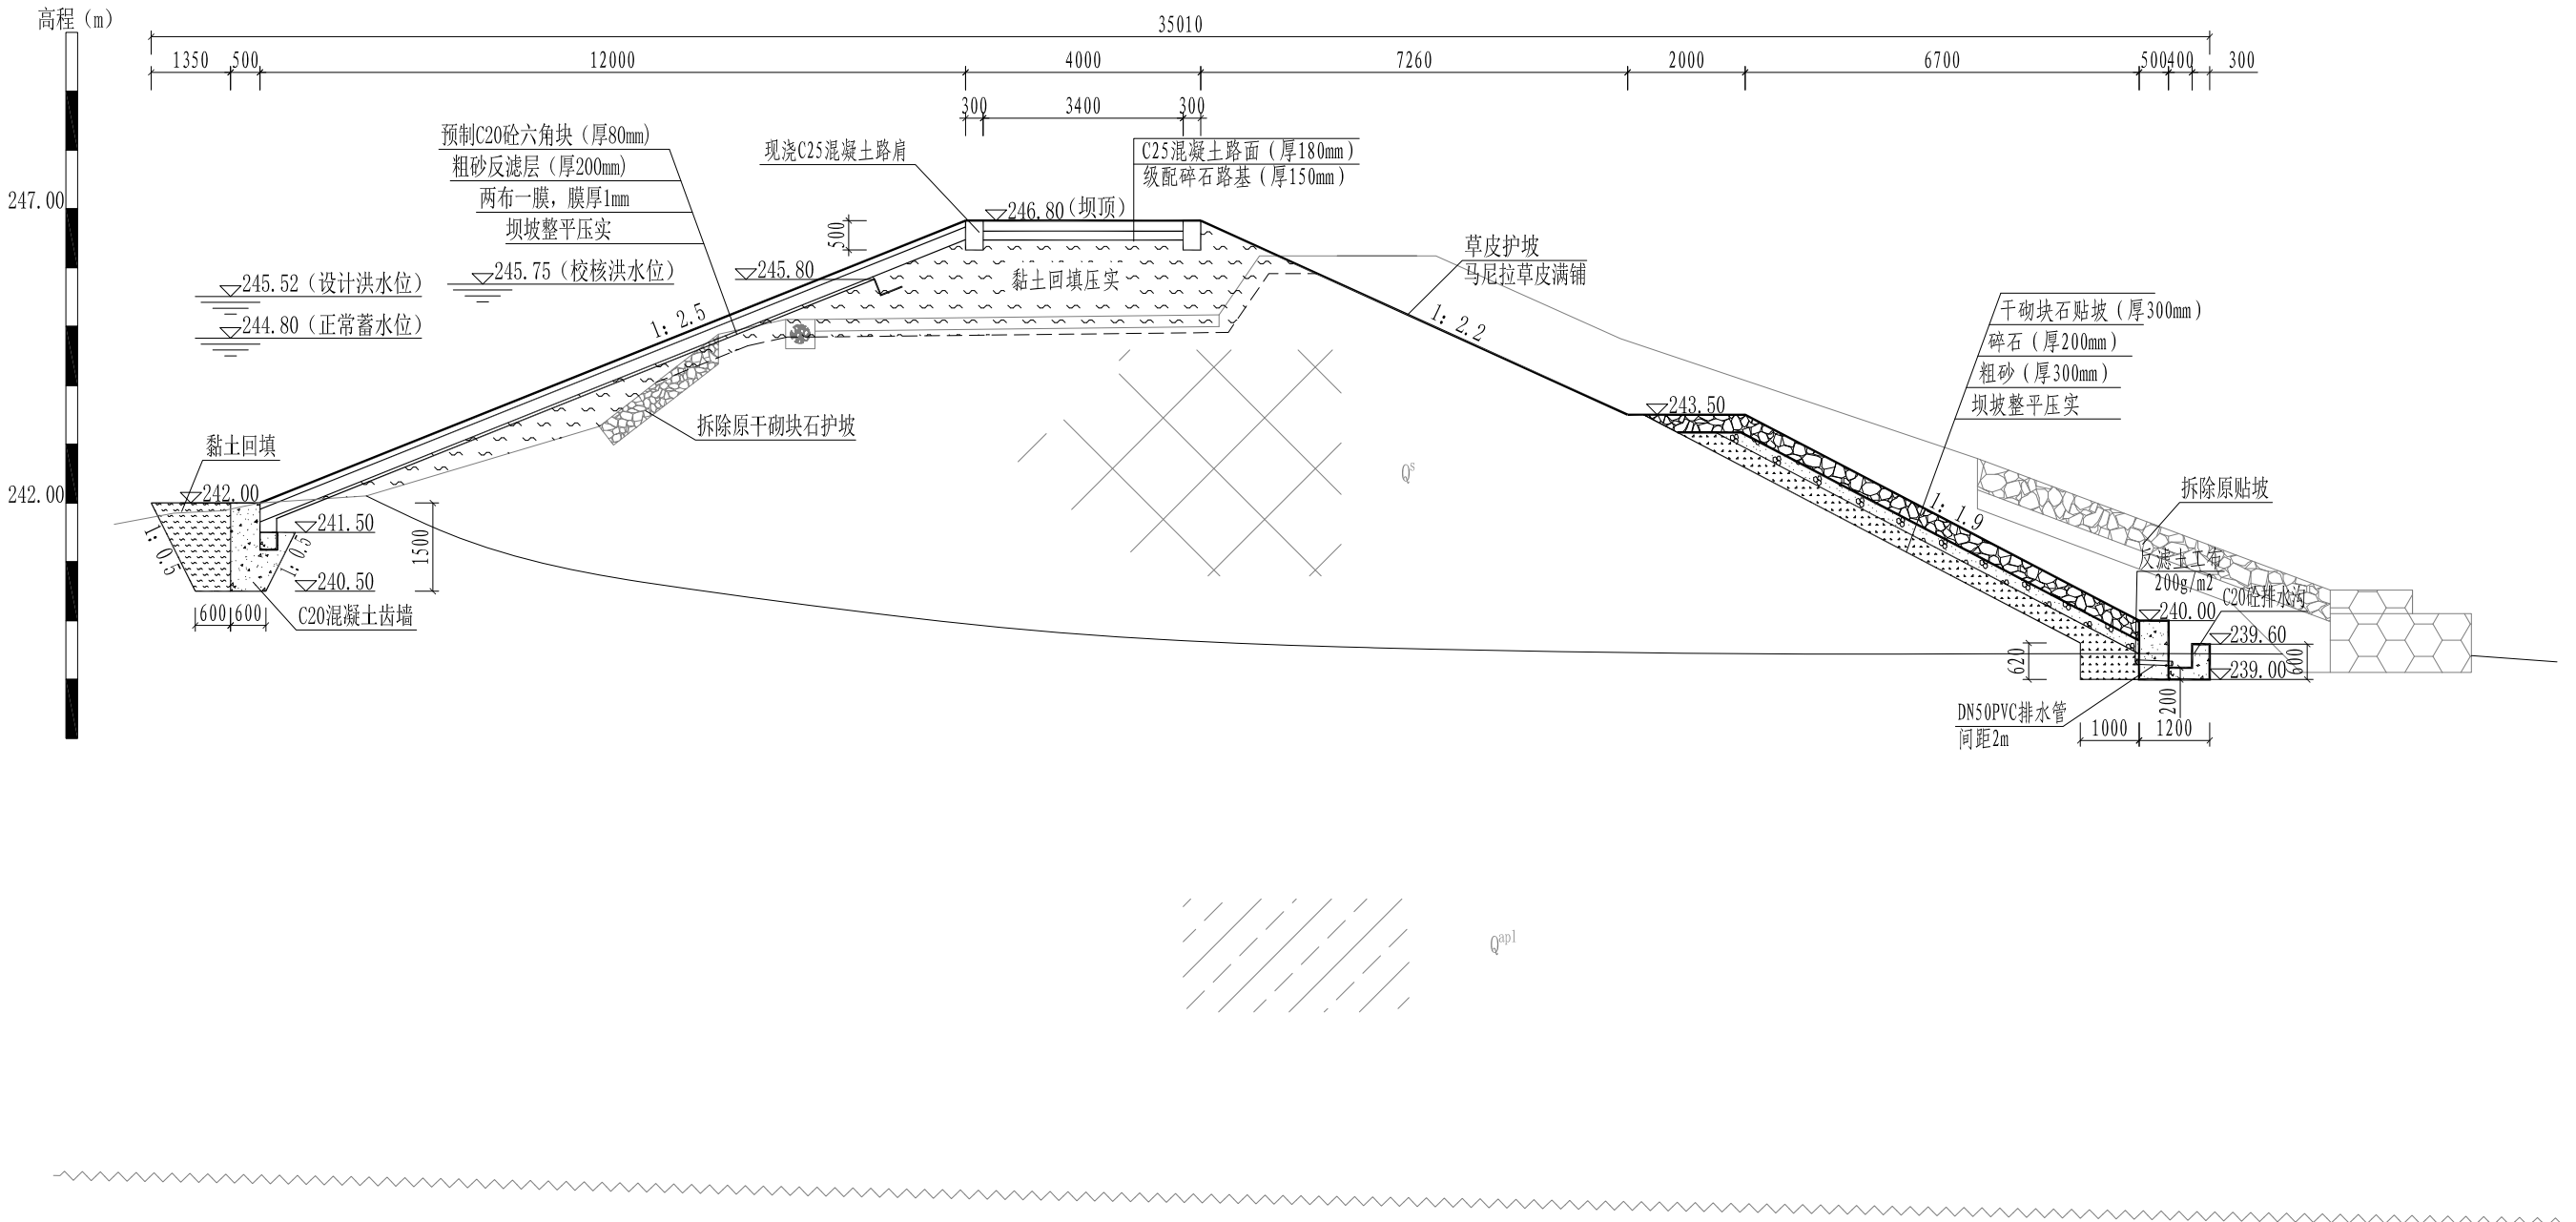 高程（m）
35010
1350
500
12000
4000
7260
2000
6700
500
400
300
300
3400
300
预制C20砼六角块（厚80mm）
粗砂反滤层（厚200mm）
两布一膜，膜厚1mm
坝坡整平压实
现浇C25混凝土路肩
C25混凝土路面（厚180mm）
级配碎石路基（厚150mm）
247.00
246.80(坝顶)
500
草皮护坡
马尼拉草皮满铺
245.80
245.75（校核洪水位）
245.52（设计洪水位）
244.80（正常蓄水位）
黏土回填压实
1: 2.5
1: 2.2
干砌块石贴坡（厚300mm）
碎石（厚200mm）
粗砂（厚300mm）
坝坡整平压实
243.50
拆除原干砌块石护坡
黏土回填
Qs
拆除原贴坡
242.00
242.00
241.50
1: 0.5
1: 0.5
1500
1: 1.9
240.50
反滤土工布
200g/m2
C20砼排水沟
600
600
C20混凝土齿墙
240.00
239.60
620
600
239.00
200
DN50PVC排水管
间距2m
1000
1200
Qapl